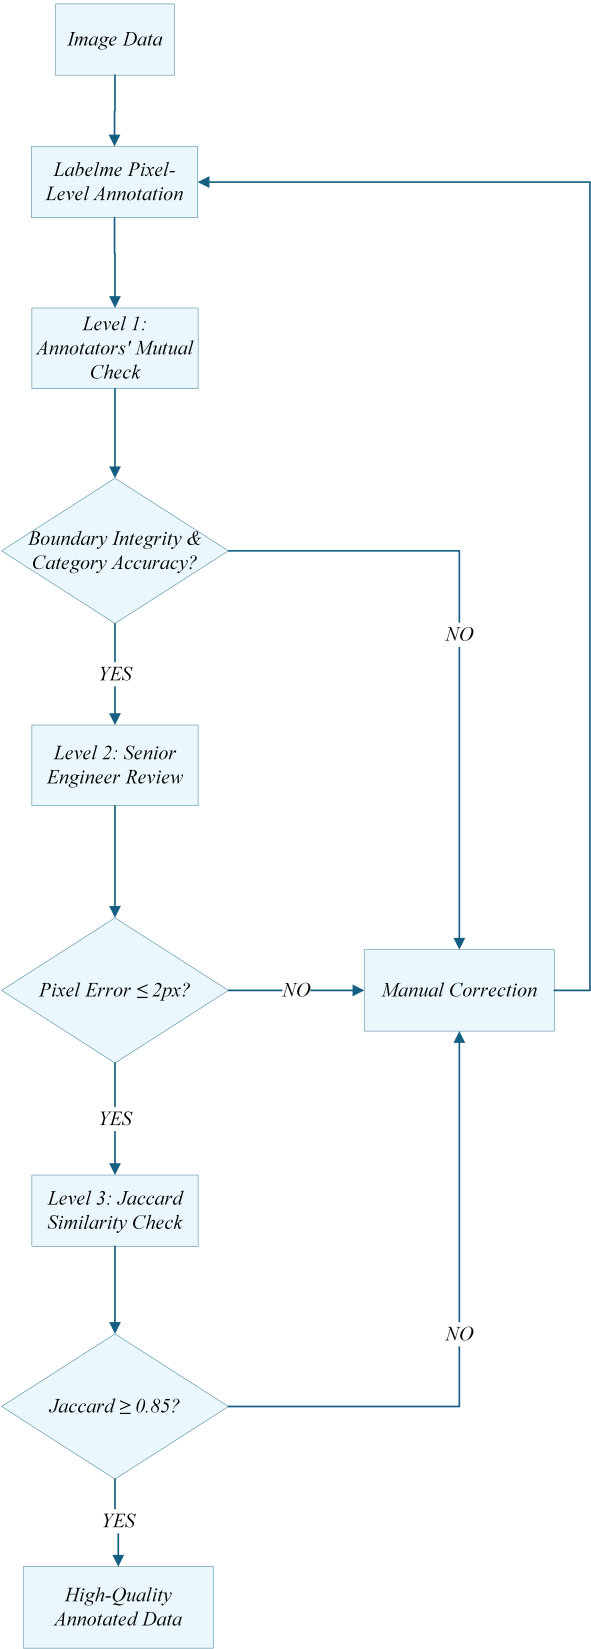 Image Data
Labelme Pixel-
Level Annotation
Level 1:
Annotators' Mutual
Check
Boundary Integrity &
Category Accuracy?
NO
YES
Level 2: Senior
Engineer Review
Pixel Error ≤ 2px?
NO
Manual Correction
YES
Level 3: Jaccard
Similarity Check
NO
Jaccard ≥ 0.85?
YES
High-Quality
Annotated Data